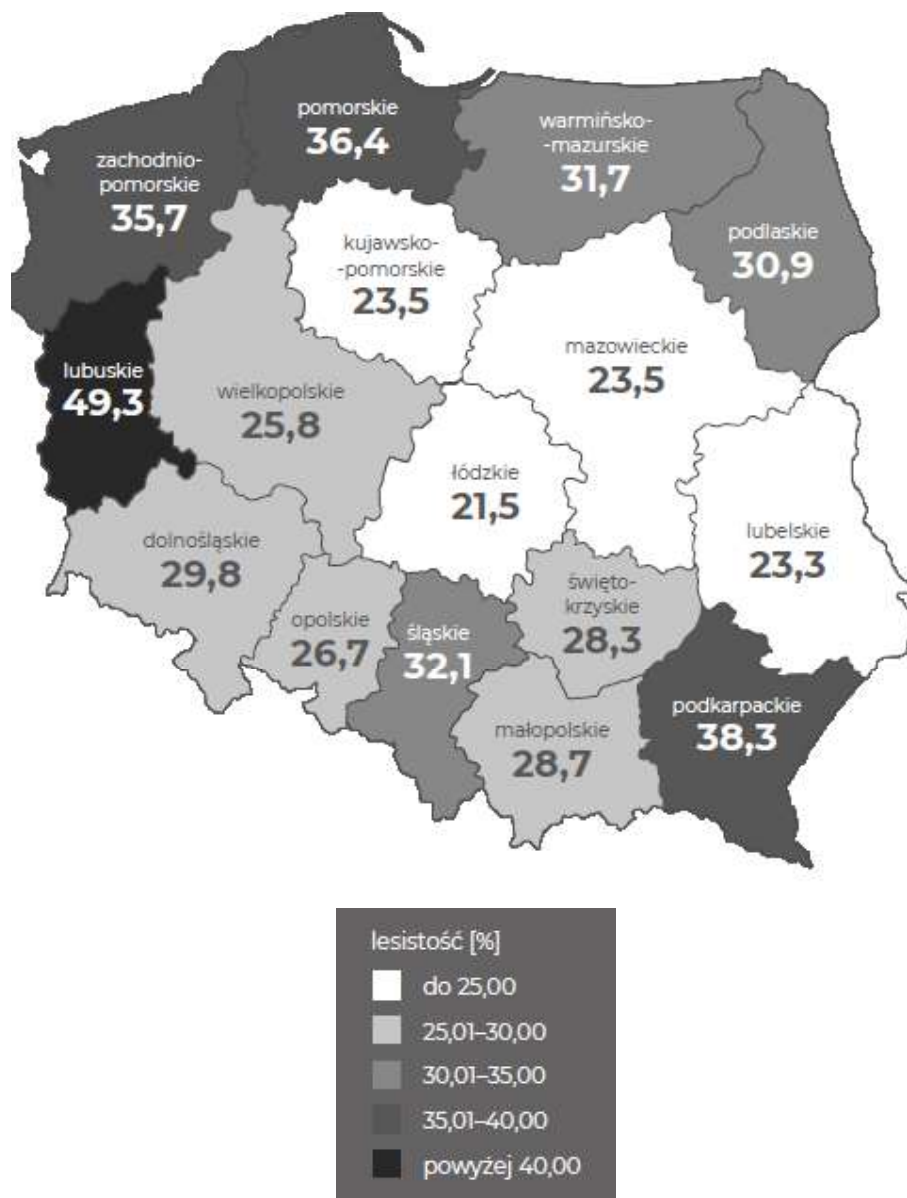 pomorskie
36,4
warmińsko-
-mazurskie
31,7
zachodnio-
pomorskie
35,7
podlaskie
30,9
kujawsko-
-pomorskie
23,5
mazowieckie
23,5
lubuskie
49,3
wielkopolskie
25,8
łódzkie
21,5
lubelskie
23,3
dolnośląskie
29,8
opolskie
26,7
śląskie
32,1
święto-
krzyskie
28,3
małopolskie
28,7
podkarpackie
38,3
lesistość [%]
do 25,00
25,01–30,00
30,01–35,00
35,01–40,00
powyżej 40,00